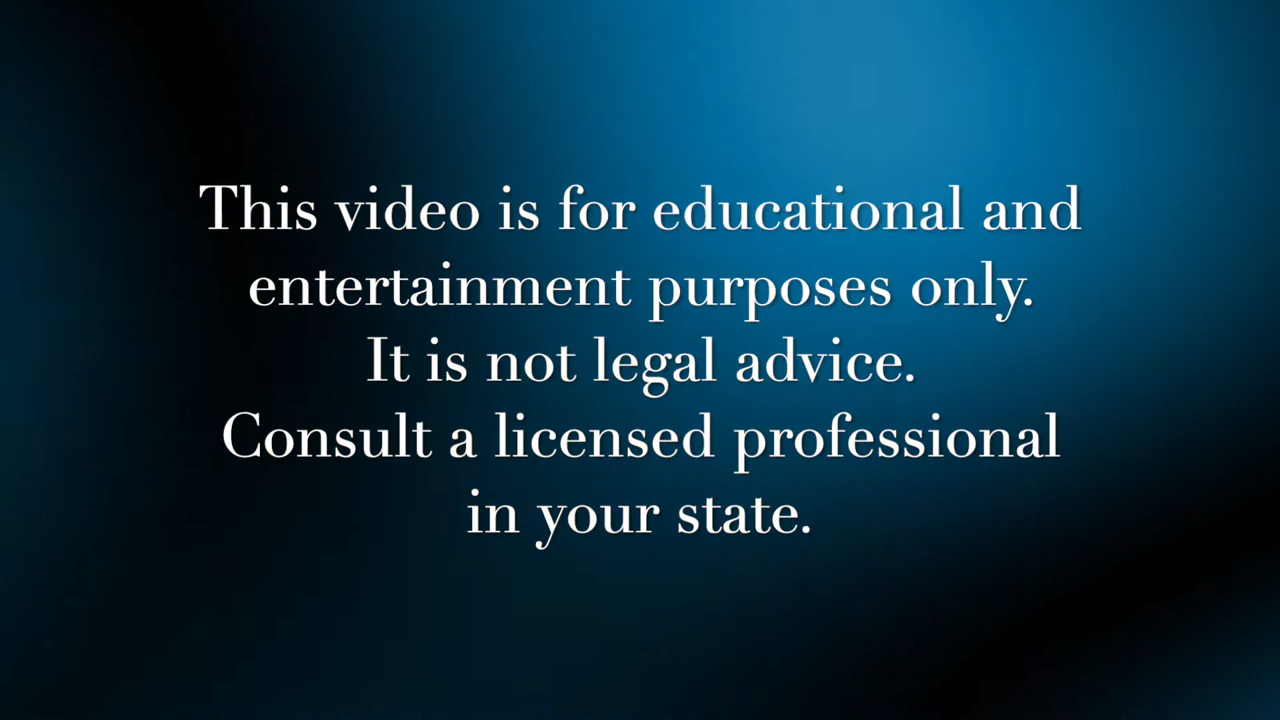 This video is for educational and
entertainment purposes only.
It is not legal advice.
Consult a licensed professional
in your state.